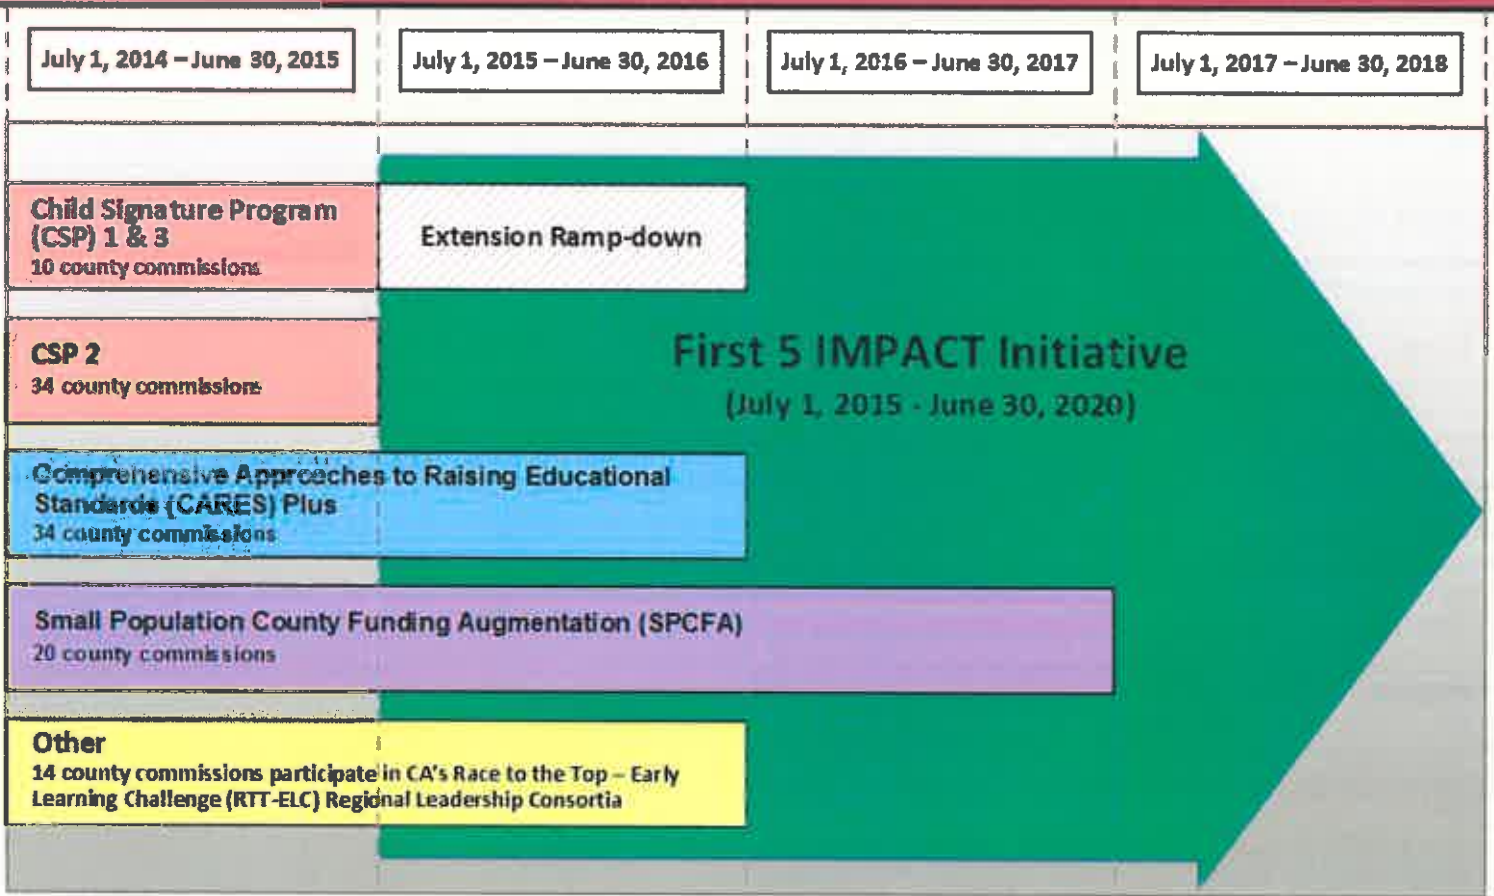 July 1, 2014 – June 30, 2015
July 1, 2015 – June 30, 2016
July 1, 2016 – June 30, 2017
July 1, 2017 – June 30, 2018
Child Signature Program
(CSP) 1 & 3
10 county commissions
Extension Ramp-down
CSP 2
34 county commissions
First 5 IMPACT Initiative
(July 1, 2015 - June 30, 2020)
Comprehensive Approaches to Raising Educational
Standards (CARES) Plus
34 county commissions
Small Population County Funding Augmentation (SPCFA)
20 county commissions
Other
14 county commissions participate in CA's Race to the Top – Early
Learning Challenge (RTT-ELC) Regional Leadership Consortia